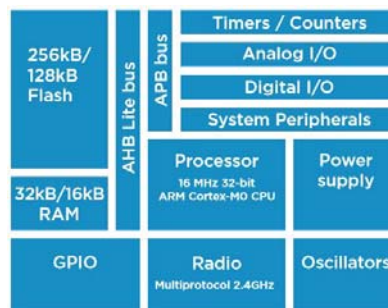 256kB/
128kB
Flash
32kB/16kB
RAM
AHB Lite bus
APB bus
Timers / Counters
Analog I/O
Digital I/O
System Peripherals
Processor
16 MHz 32-bit
ARM Cortex-M0 CPU
Power
supply
GPIO
Radio
Multiprotocol 2.4GHz
Oscillators